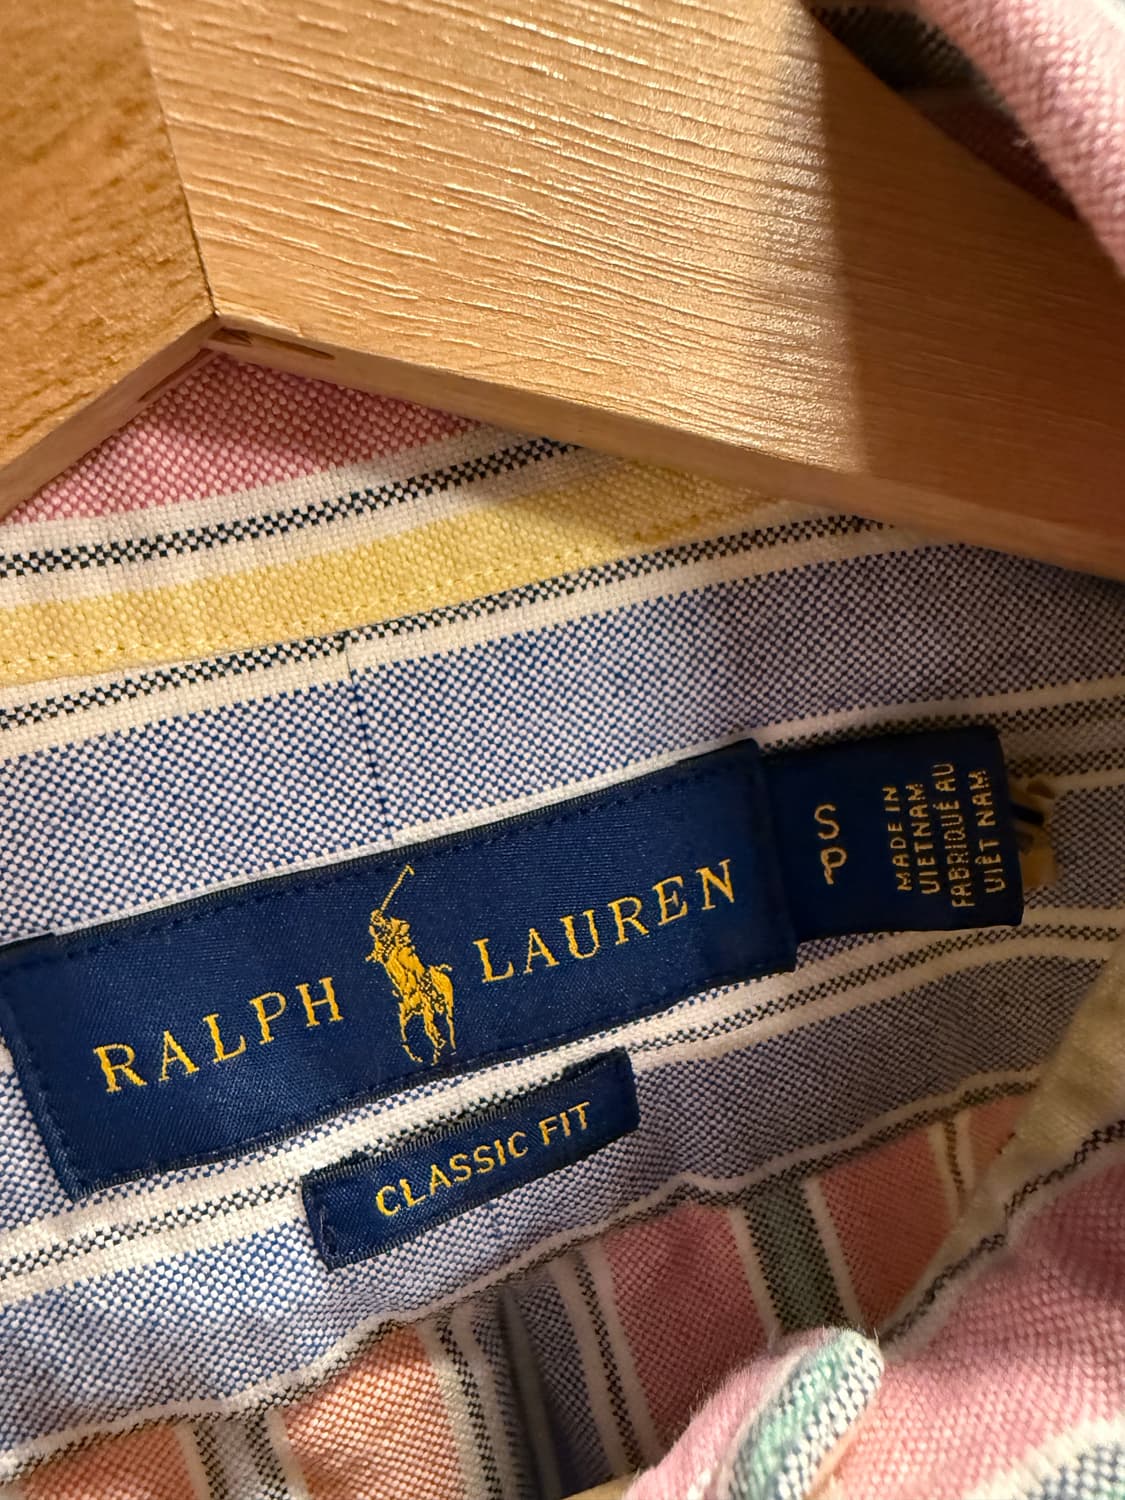 RALPH LAUREN
S
P
MADE IN
VIETNAM
FABRIQUÉ AU
VIÊT NAM
CLASSIC FIT